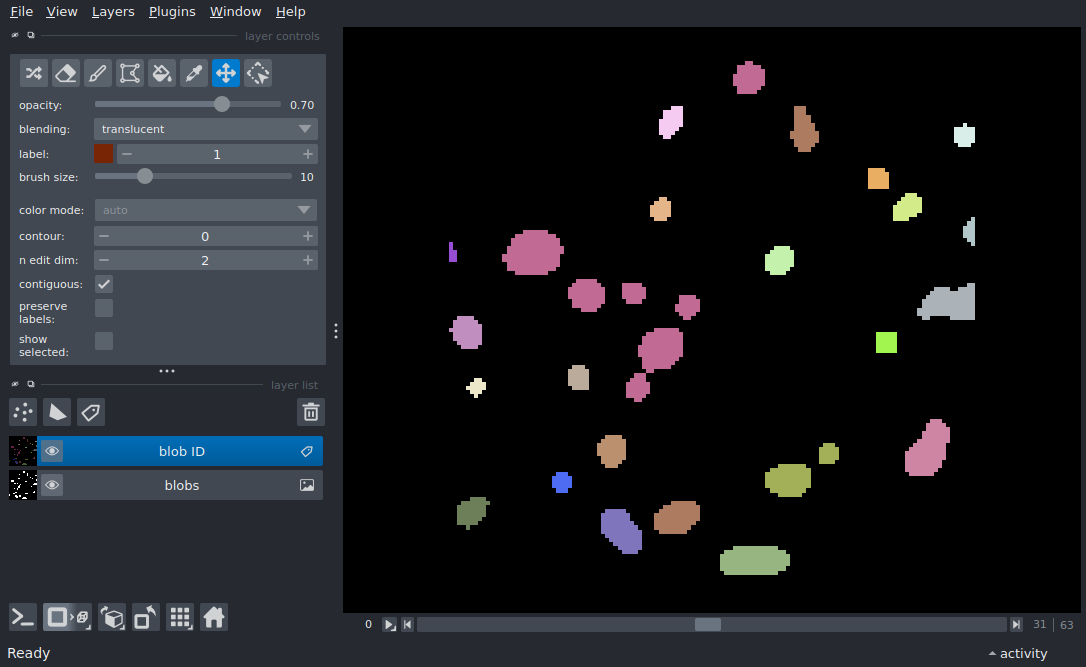 File View Layers Plugins Window Help
layer controls
opacity: 0.70
blending: translucent
label: 1
brush size: 10
color mode: auto
contour: 0
n edit dim: 2
contiguous:
preserve
labels:
show
selected:
layer list
blob ID
blobs
0 31 63
Ready activity